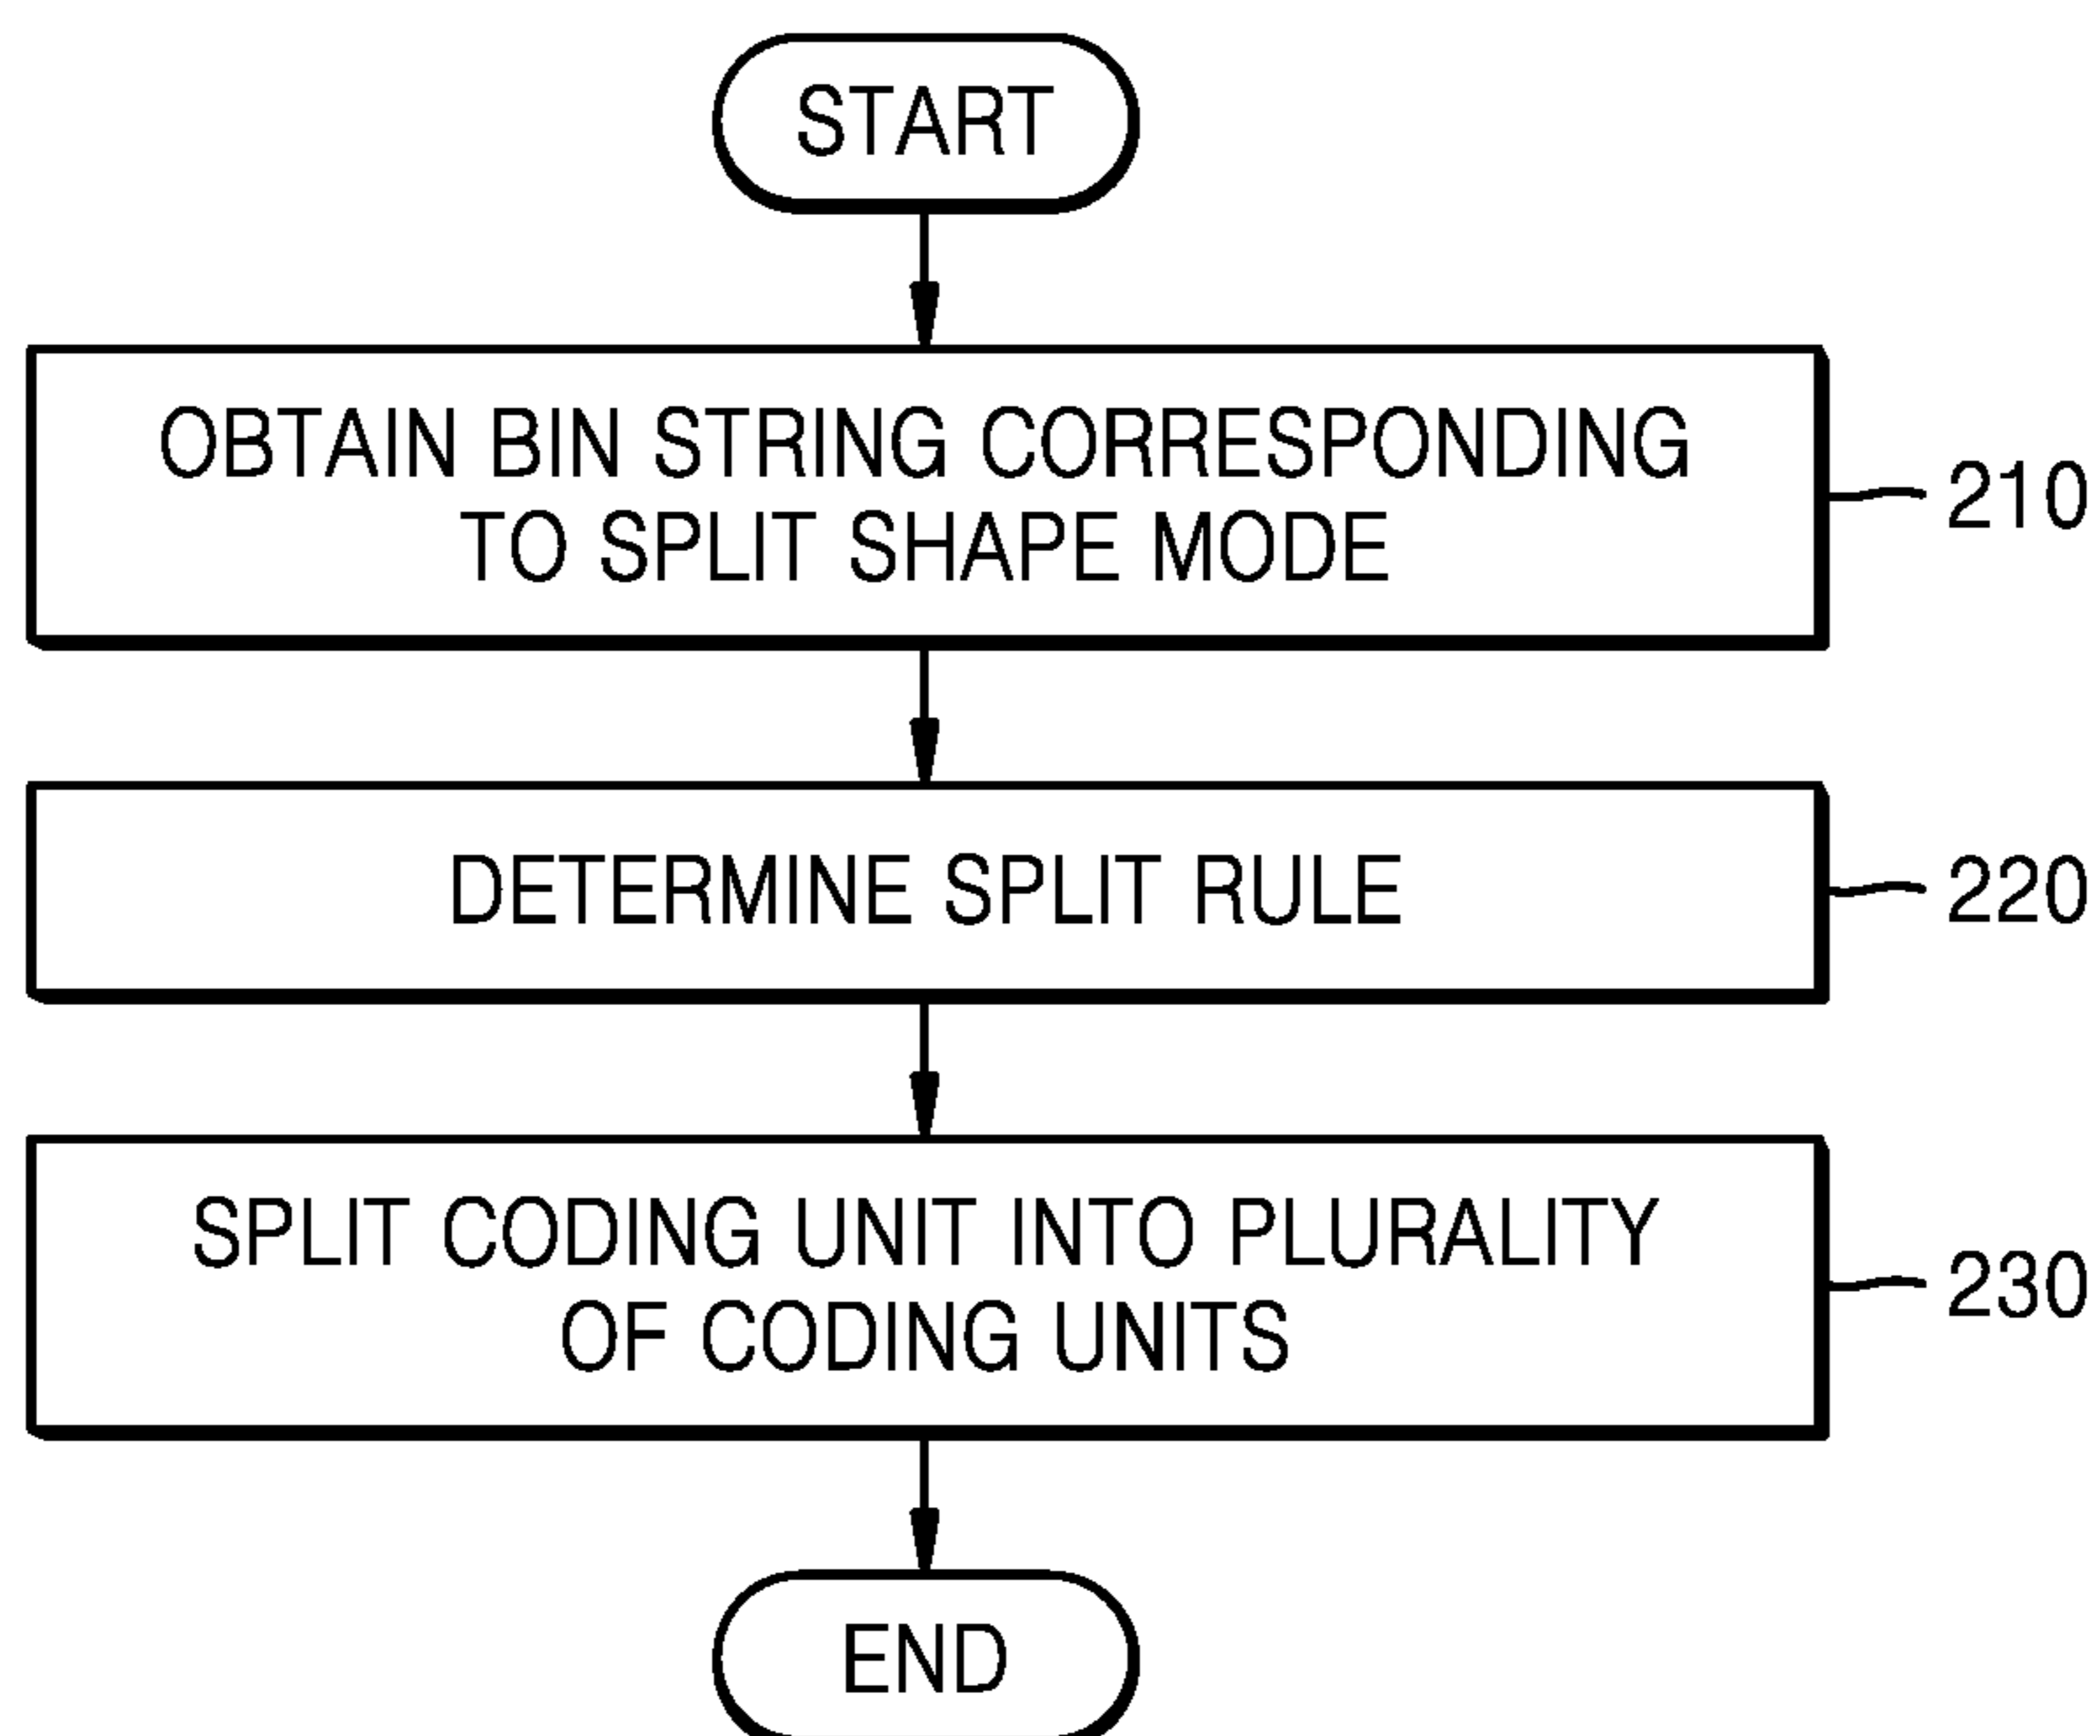 START
OBTAIN BIN STRING CORRESPONDING
TO SPLIT SHAPE MODE
210
DETERMINE SPLIT RULE
220
SPLIT CODING UNIT INTO PLURALITY
OF CODING UNITS
230
END